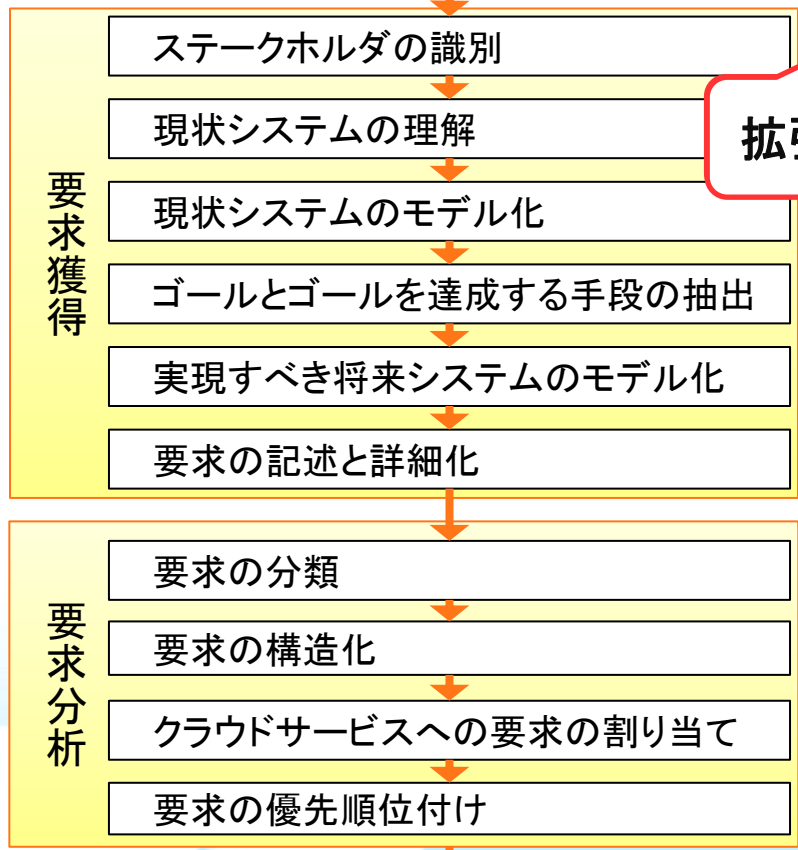 要求獲得
ステークホルダの識別
現状システムの理解
現状システムのモデル化
ゴールとゴールを達成する手段の抽出
実現すべき将来システムのモデル化
要求の記述と詳細化
要求分析
要求の分類
要求の構造化
クラウドサービスへの要求の割り当て
要求の優先順位付け